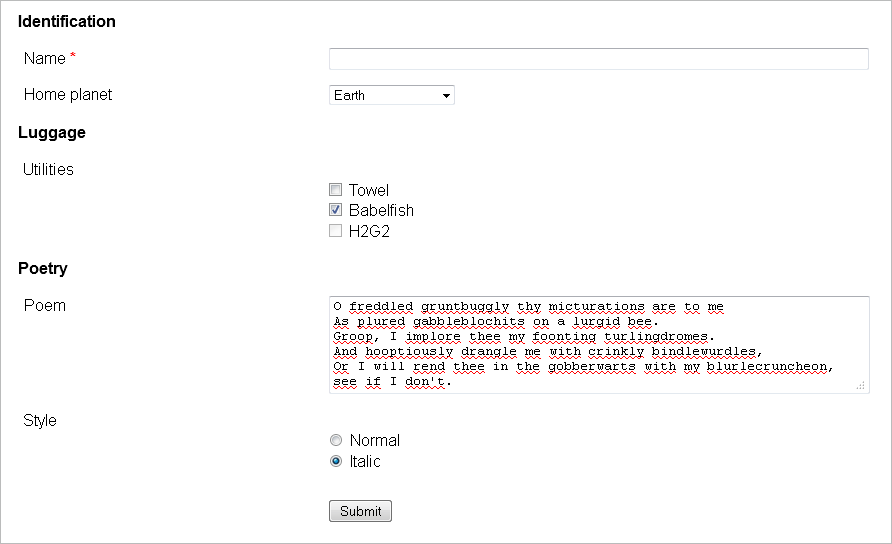 Identification
Name *
Home planet
Earth
Luggage
Utilities
Towel
Babelfish
H2G2
Poetry
Poem
O freddled gruntbuggly thy micturations are to me
As plured gabbleblochits on a lurgid bee.
Groop, I implore thee my foonting turlingdromes.
And hooptiously drangle me with crinkly bindlewurdles,
Or I will rend thee in the gobberwarts with my blurlecruncheon,
see if I don't.
Style
Normal
Italic
Submit